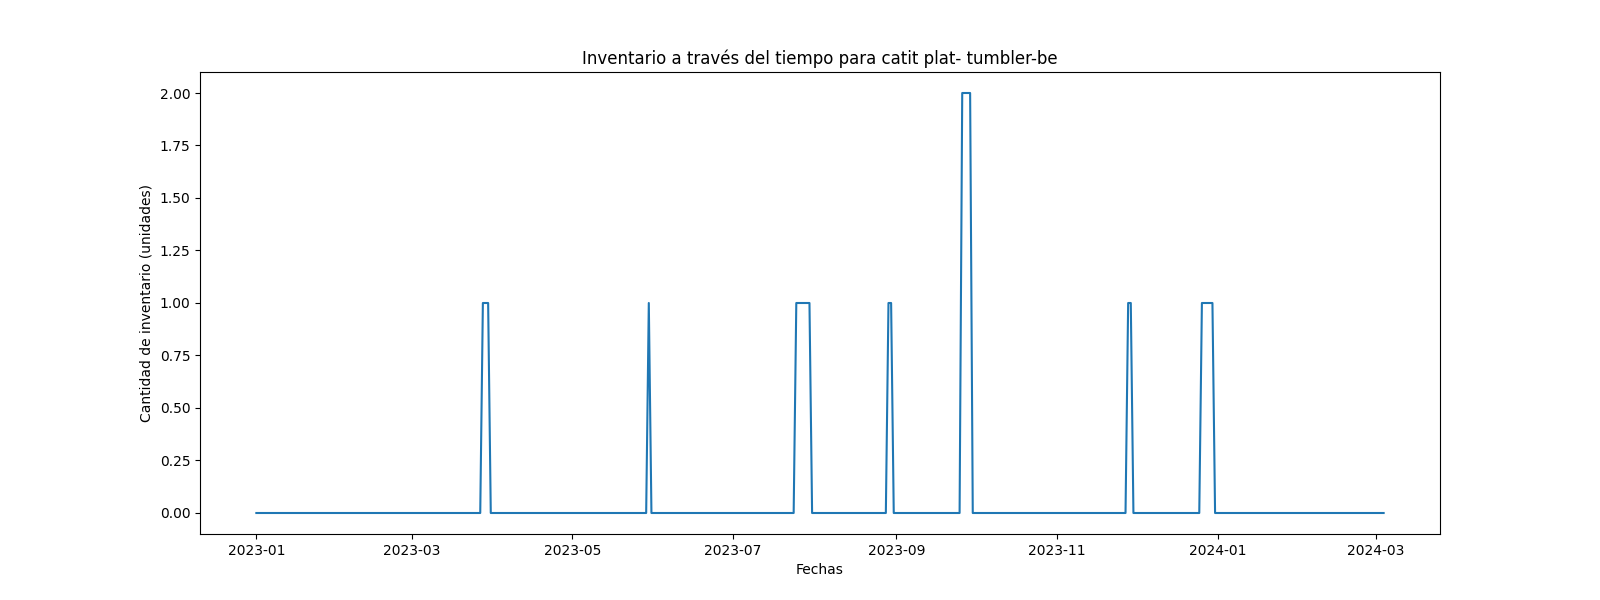 Inventario a través del tiempo para catit plat- tumbler-be
Cantidad de inventario (unidades)
2.00
1.75
1.50
1.25
1.00
0.75
0.50
0.25
0.00
2023-01 2023-03 2023-05 2023-07 2023-09 2023-11 2024-01 2024-03
Fechas